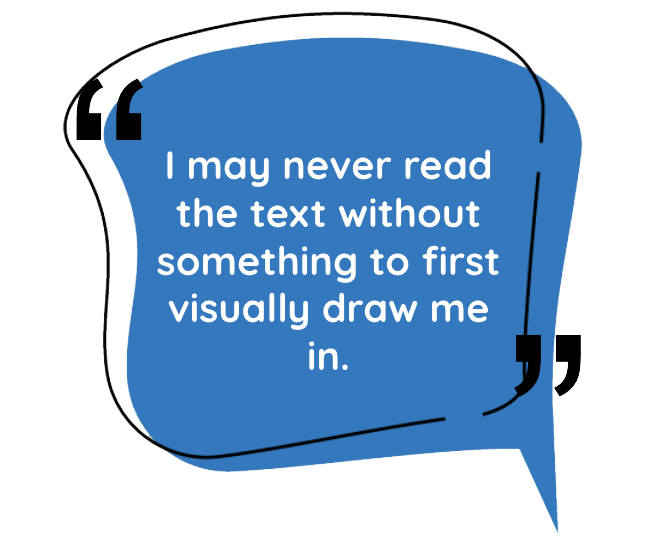 “
I may never read
the text without
something to first
visually draw me
in.
”